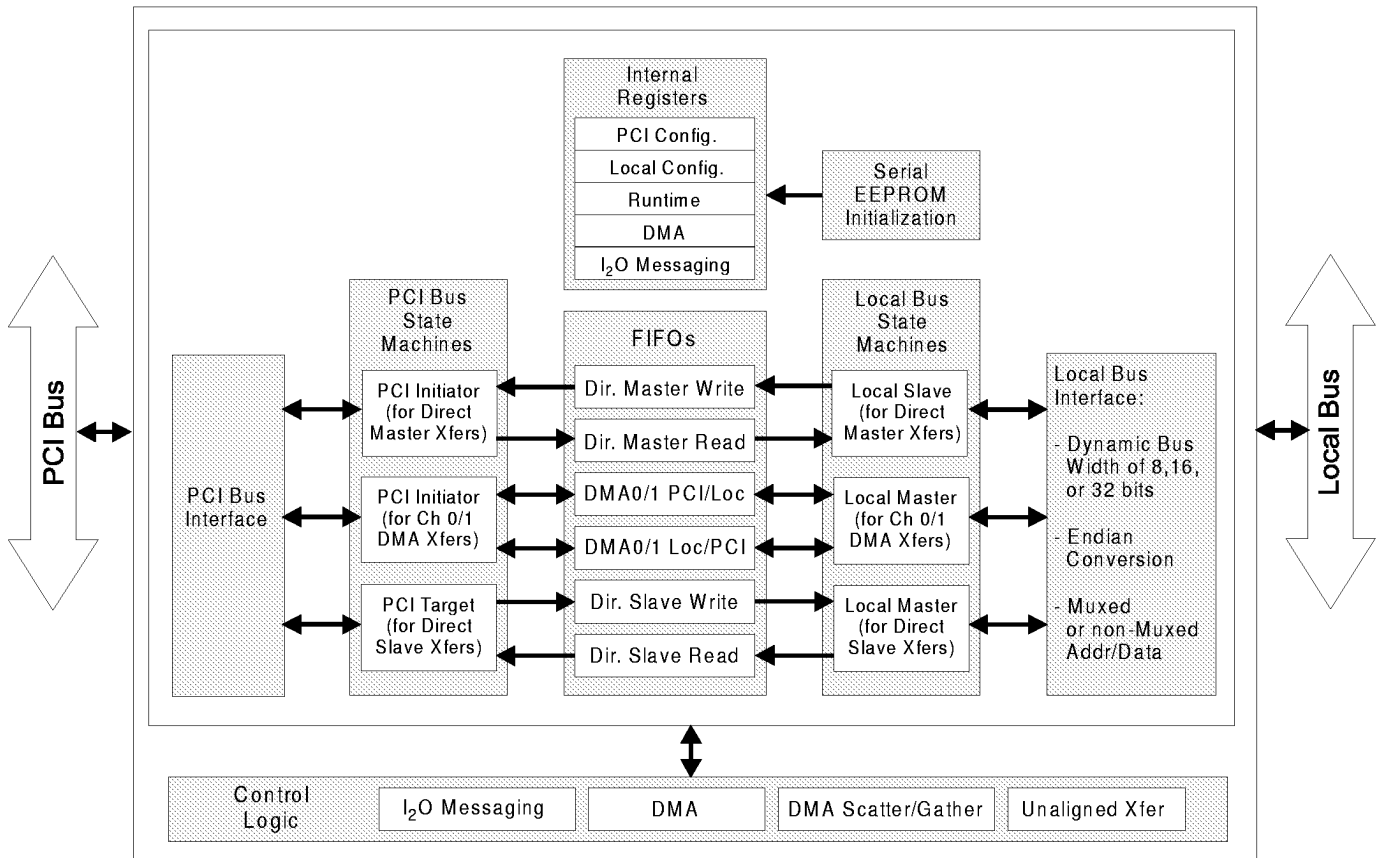 Internal
Registers
PCI Config.
Local Config.
Runtime
DMA
I₂O Messaging
Serial
EEPROM
Initialization
PCI Bus
PCI Bus
Interface
PCI Bus
State
Machines
PCI Initiator
(for Direct
Master Xfers)
PCI Initiator
(for Ch 0/1
DMA Xfers)
PCI Target
(for Direct
Slave Xfers)
FIFOs
Dir. Master Write
Dir. Master Read
DMA0/1 PCI/Loc
DMA0/1 Loc/PCI
Dir. Slave Write
Dir. Slave Read
Local Bus
State
Machines
Local Slave
(for Direct
Master Xfers)
Local Master
(for Ch 0/1
DMA Xfers)
Local Master
(for Direct
Slave Xfers)
Local Bus
Interface:
- Dynamic Bus
Width of 8,16,
or 32 bits
- Endian
Conversion
- Muxed
or non-Muxed
Addr/Data
Local Bus
Control
Logic
I₂O Messaging
DMA
DMA Scatter/Gather
Unaligned Xfer